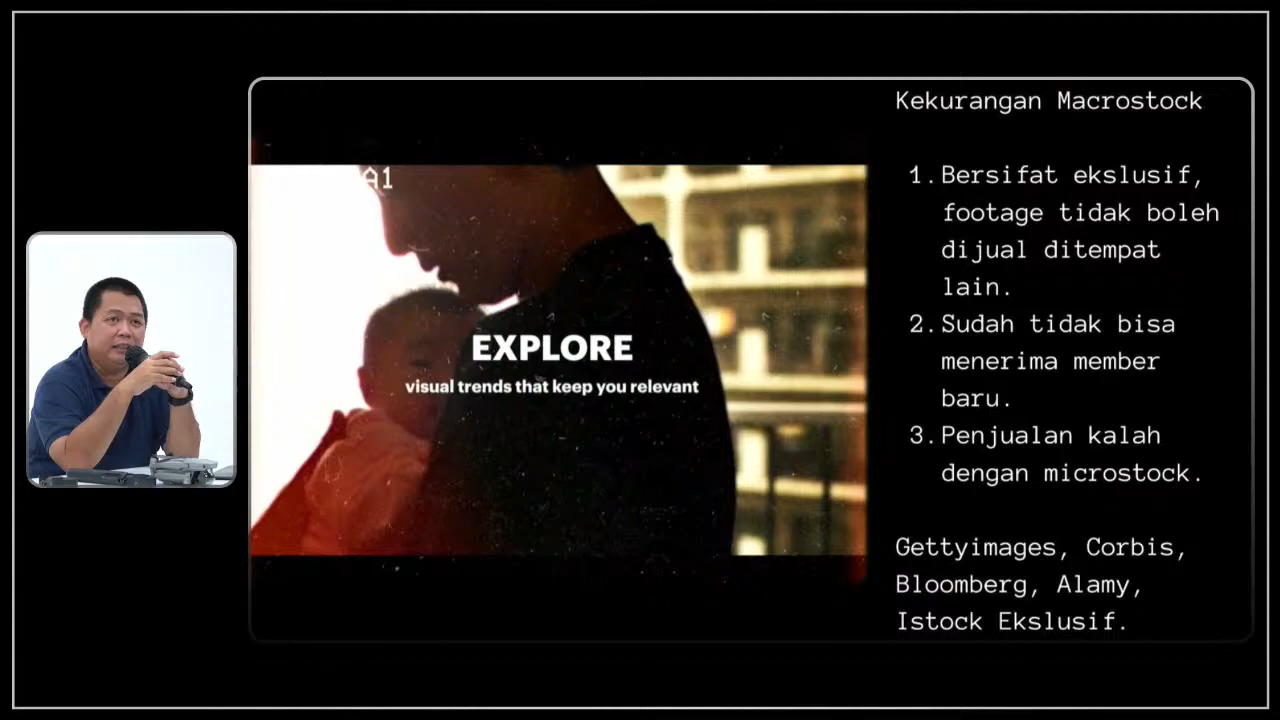 A1
EXPLORE
visual trends that keep you relevant
Kekurangan Macrostock
1. Bersifat ekslusif,
footage tidak boleh
dijual ditempat
lain.
2. Sudah tidak bisa
menerima member
baru.
3. Penjualan kalah
dengan microstock.
Gettyimages, Corbis,
Bloomberg, Alamy,
Istock Ekslusif.